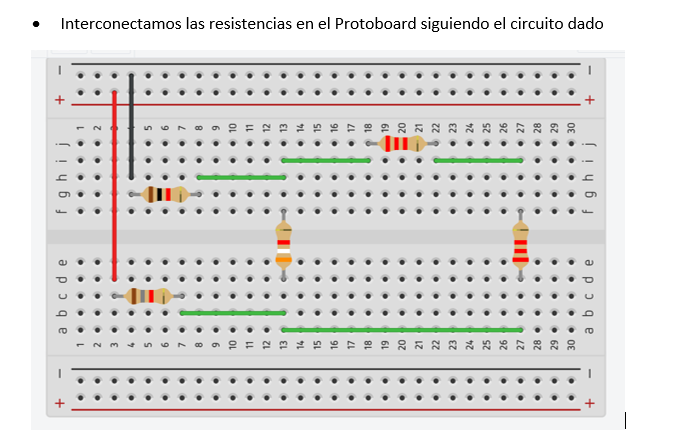 • Interconectamos las resistencias en el Protoboard siguiendo el circuito dado
− −
+ +
1 2 3 4 5 6 7 8 9 10 11 12 13 14 15 16 17 18 19 20 21 22 23 24 25 26 27 28 29 30
j j
i i
h h
g g
f f
e e
d d
c c
b b
a a
1 2 3 4 5 6 7 8 9 10 11 12 13 14 15 16 17 18 19 20 21 22 23 24 25 26 27 28 29 30
− −
+ +